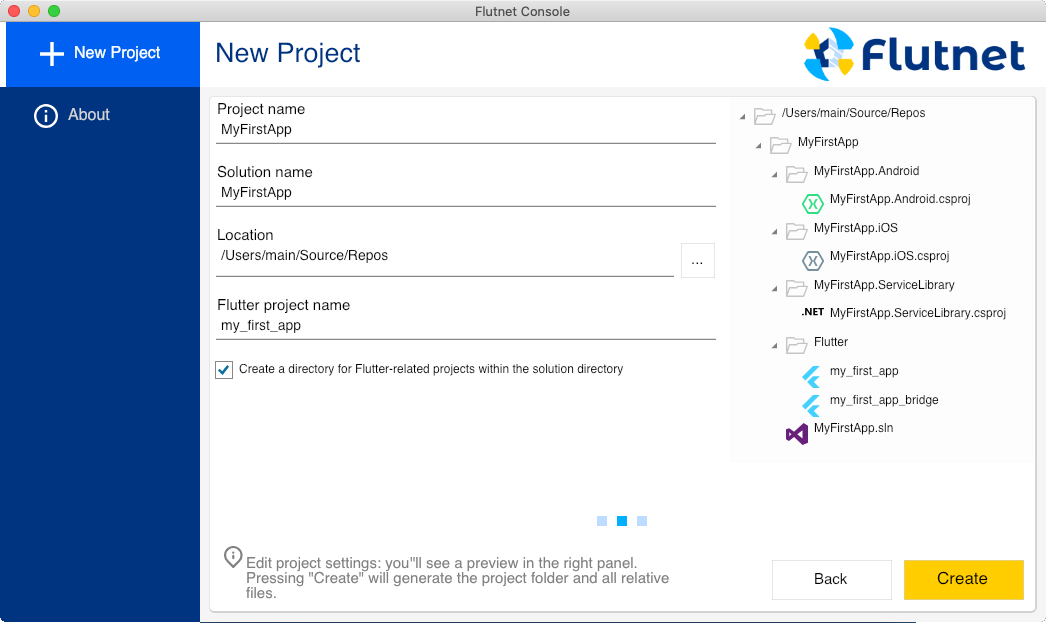 Flutnet Console
New Project
About
New Project
Flutnet
Project name
MyFirstApp
Solution name
MyFirstApp
Location
/Users/main/Source/Repos
...
Flutter project name
my_first_app
Create a directory for Flutter-related projects within the solution directory
/Users/main/Source/Repos
MyFirstApp
MyFirstApp.Android
MyFirstApp.Android.csproj
MyFirstApp.iOS
MyFirstApp.iOS.csproj
MyFirstApp.ServiceLibrary
.NET MyFirstApp.ServiceLibrary.csproj
Flutter
my_first_app
my_first_app_bridge
MyFirstApp.sln
Edit project settings: you"ll see a preview in the right panel.
Pressing "Create" will generate the project folder and all relative
files.
Back
Create